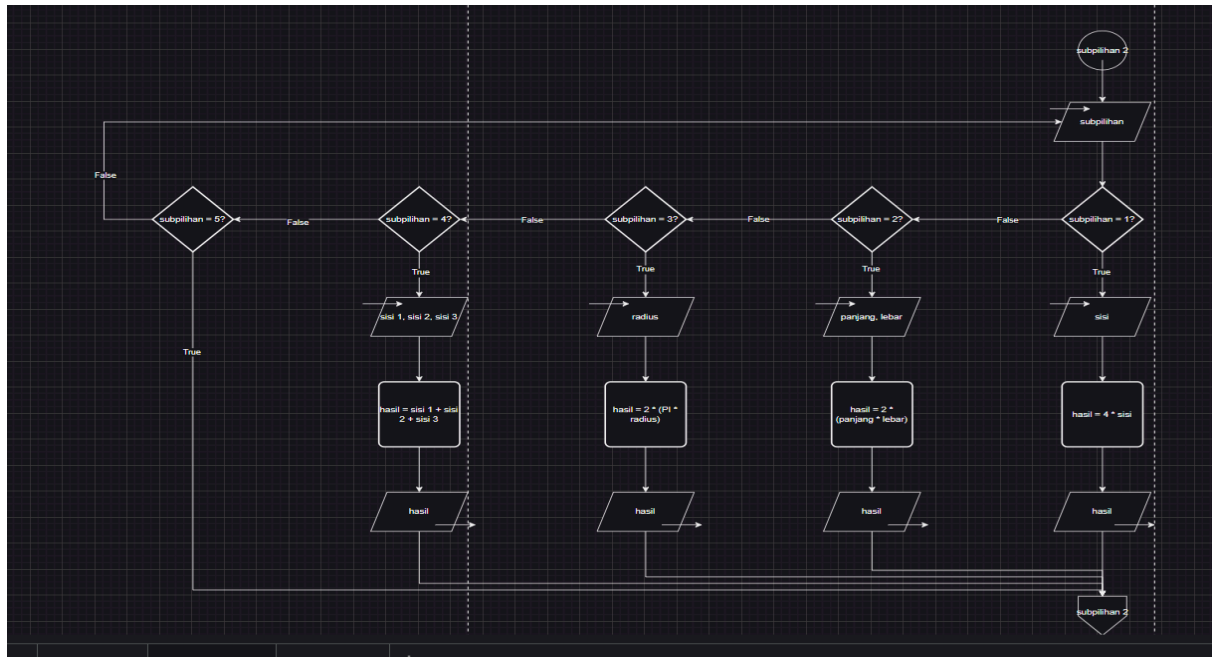 subpilihan 2
subpilihan
False
subpilihan = 5?
False
subpilihan = 4?
False
subpilihan = 3?
False
subpilihan = 2?
False
subpilihan = 1?
True
True
True
True
sisi 1, sisi 2, sisi 3
radius
panjang, lebar
sisi
True
hasil = sisi 1 + sisi
2 + sisi 3
hasil = 2 * (PI *
radius)
hasil = 2 *
(panjang * lebar)
hasil = 4 * sisi
hasil
hasil
hasil
hasil
subpilihan 2